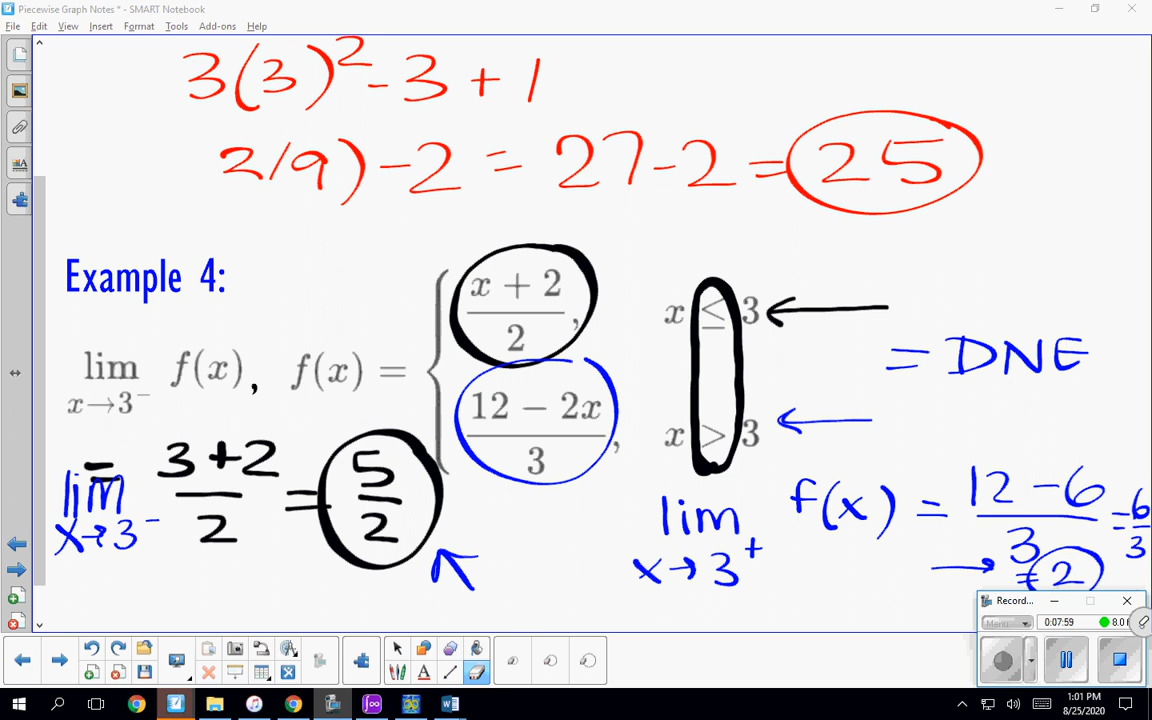 Piecewise Graph Notes * - SMART Notebook
File Edit View Insert Format Tools Add-ons Help
3(3)² - 3 + 1
2(9) - 2 = 27 - 2 = 25
Example 4:
lim x→3⁻ f(x), f(x) = { (x + 2)/2, x ≤ 3
(12 - 2x)/3, x > 3
= DNE
lim x→3⁻ = (3+2)/2 = 5/2
lim x→3⁺ f(x) = (12 - 6)/3 = 6/3
→ = 2
Record...
Menu 0:07:59 8.0
A
1:01 PM
8/25/2020